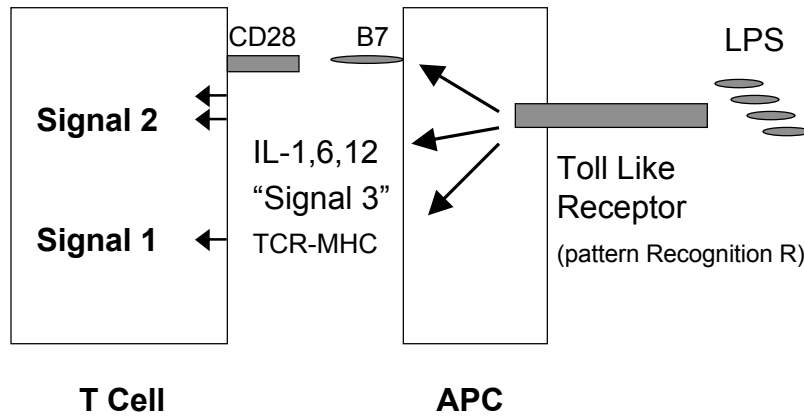 CD28
B7
LPS
Signal 2
IL-1,6,12
“Signal 3”
Signal 1
TCR-MHC
Toll Like
Receptor
(pattern Recognition R)
T Cell
APC